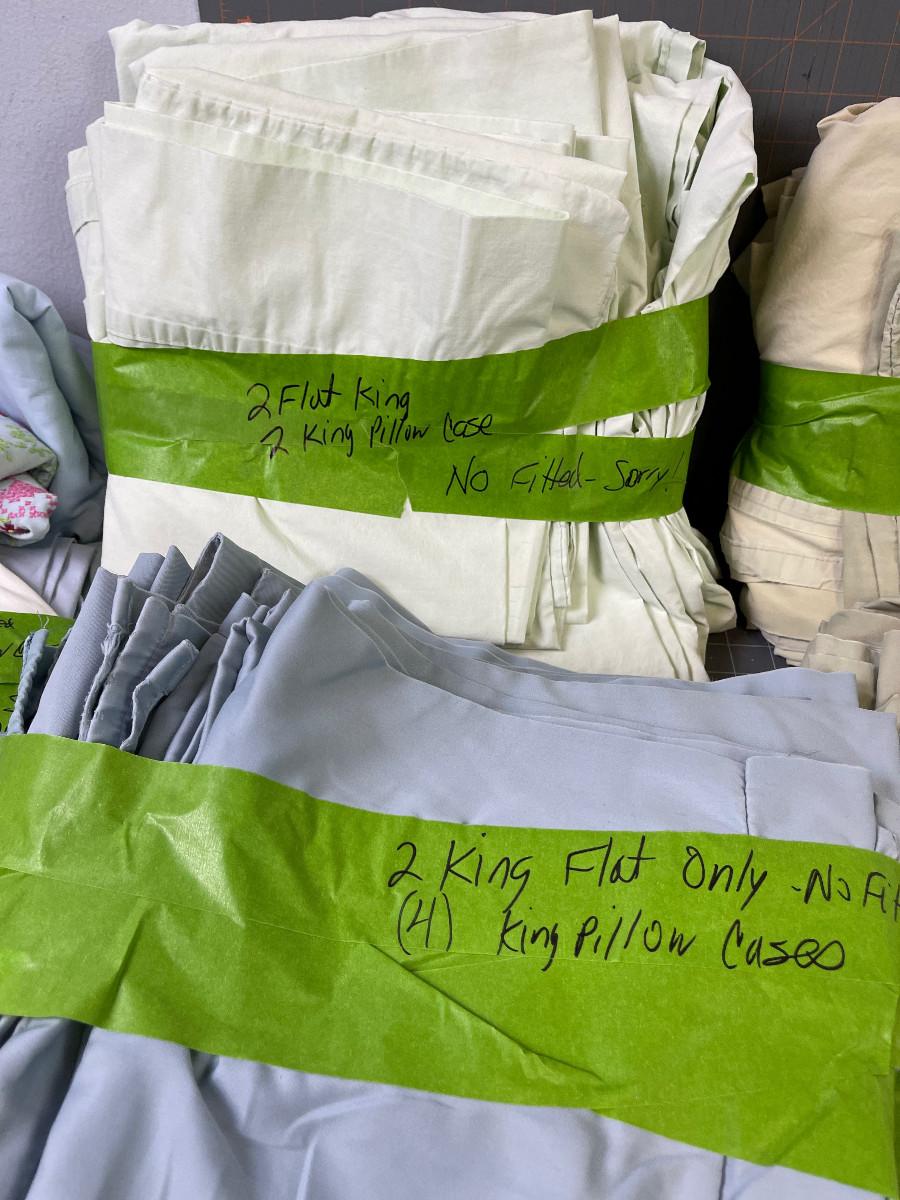 2 Flat King
2 King Pillow Case
No Fitted - Sorry!
2 King Flat Only - No Fit
(4) King Pillow Cases